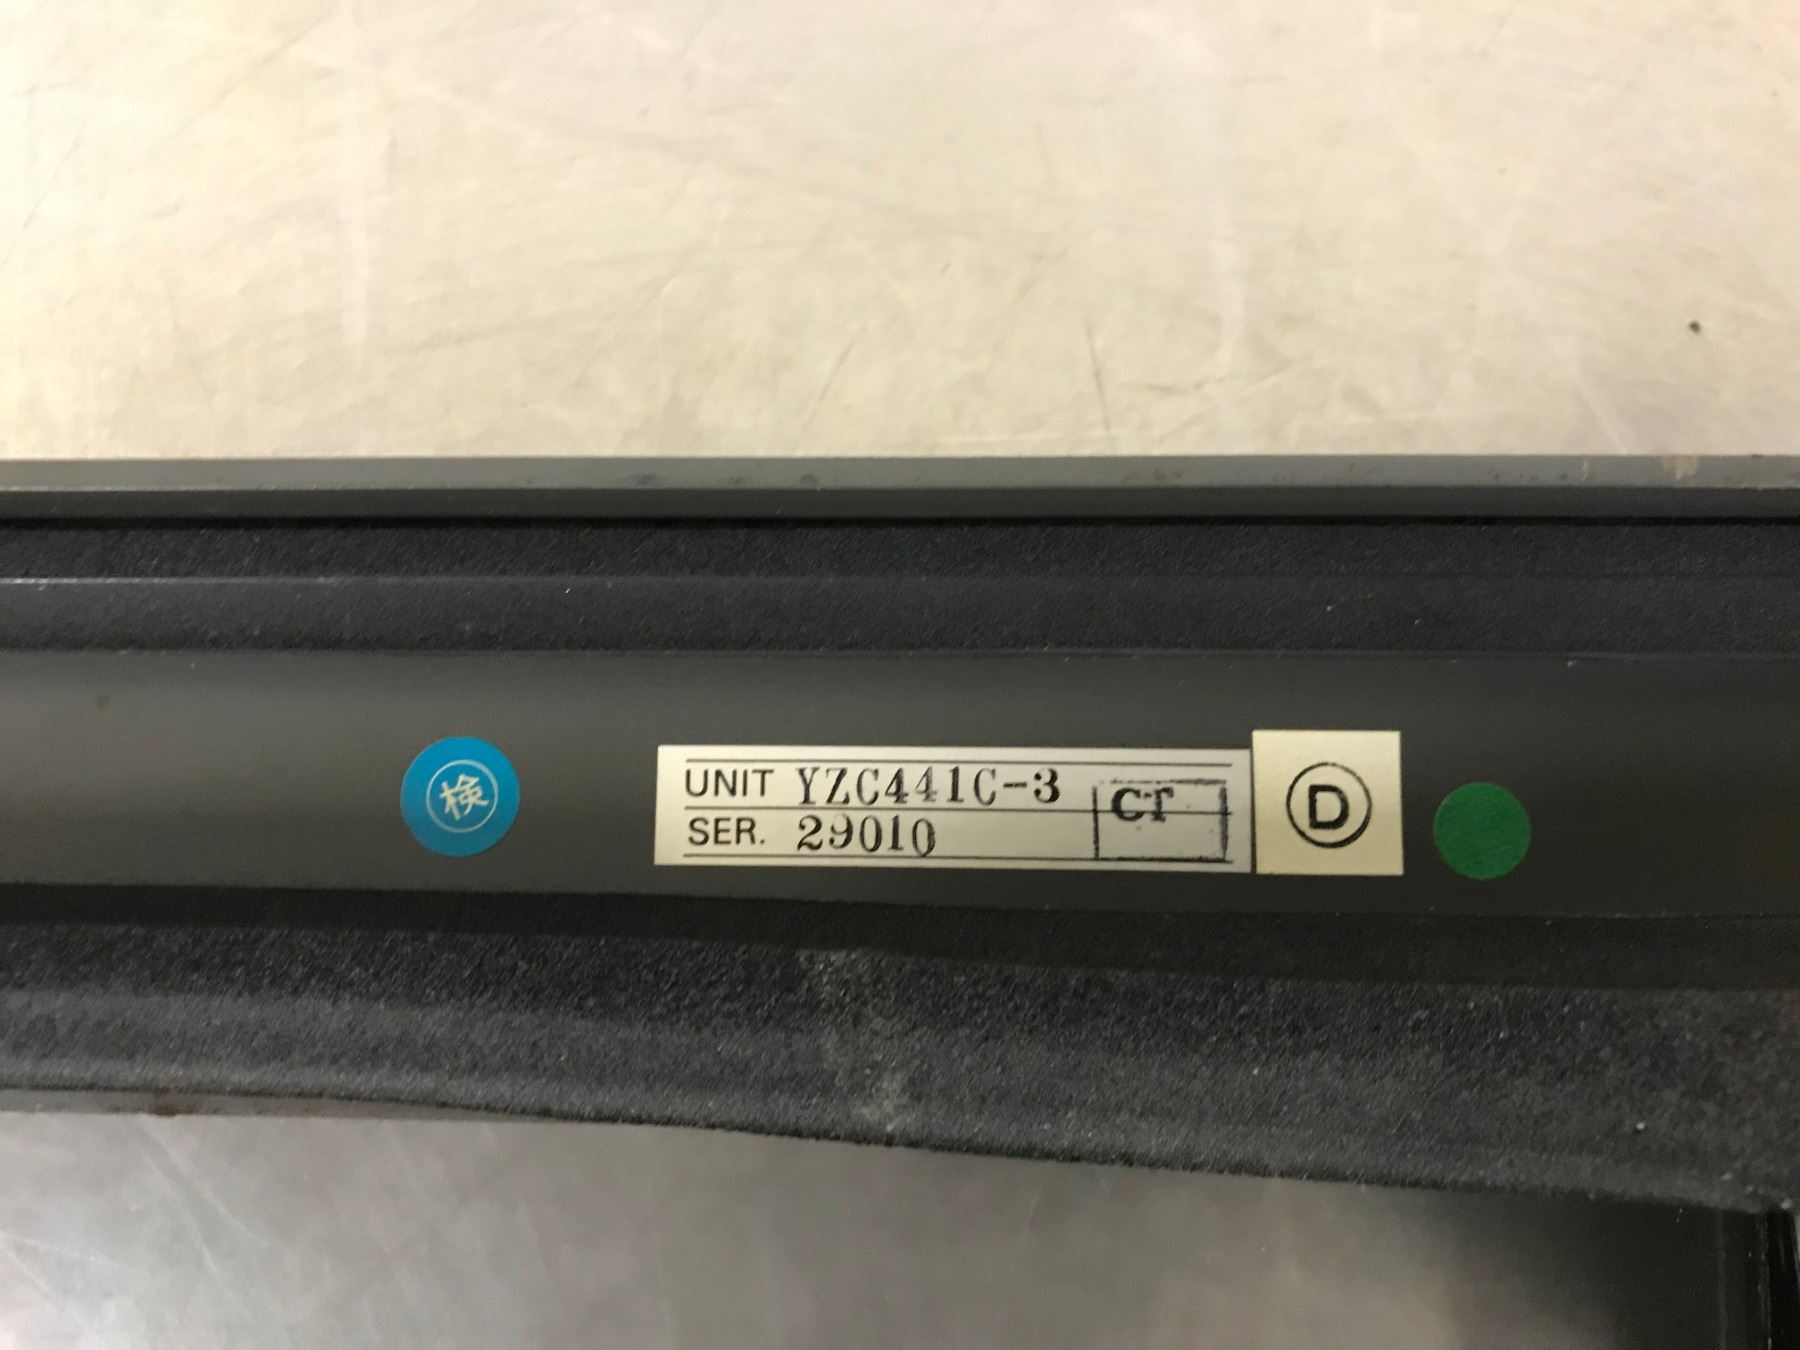 検
UNIT YZC441C-3
CT
SER. 29010
D